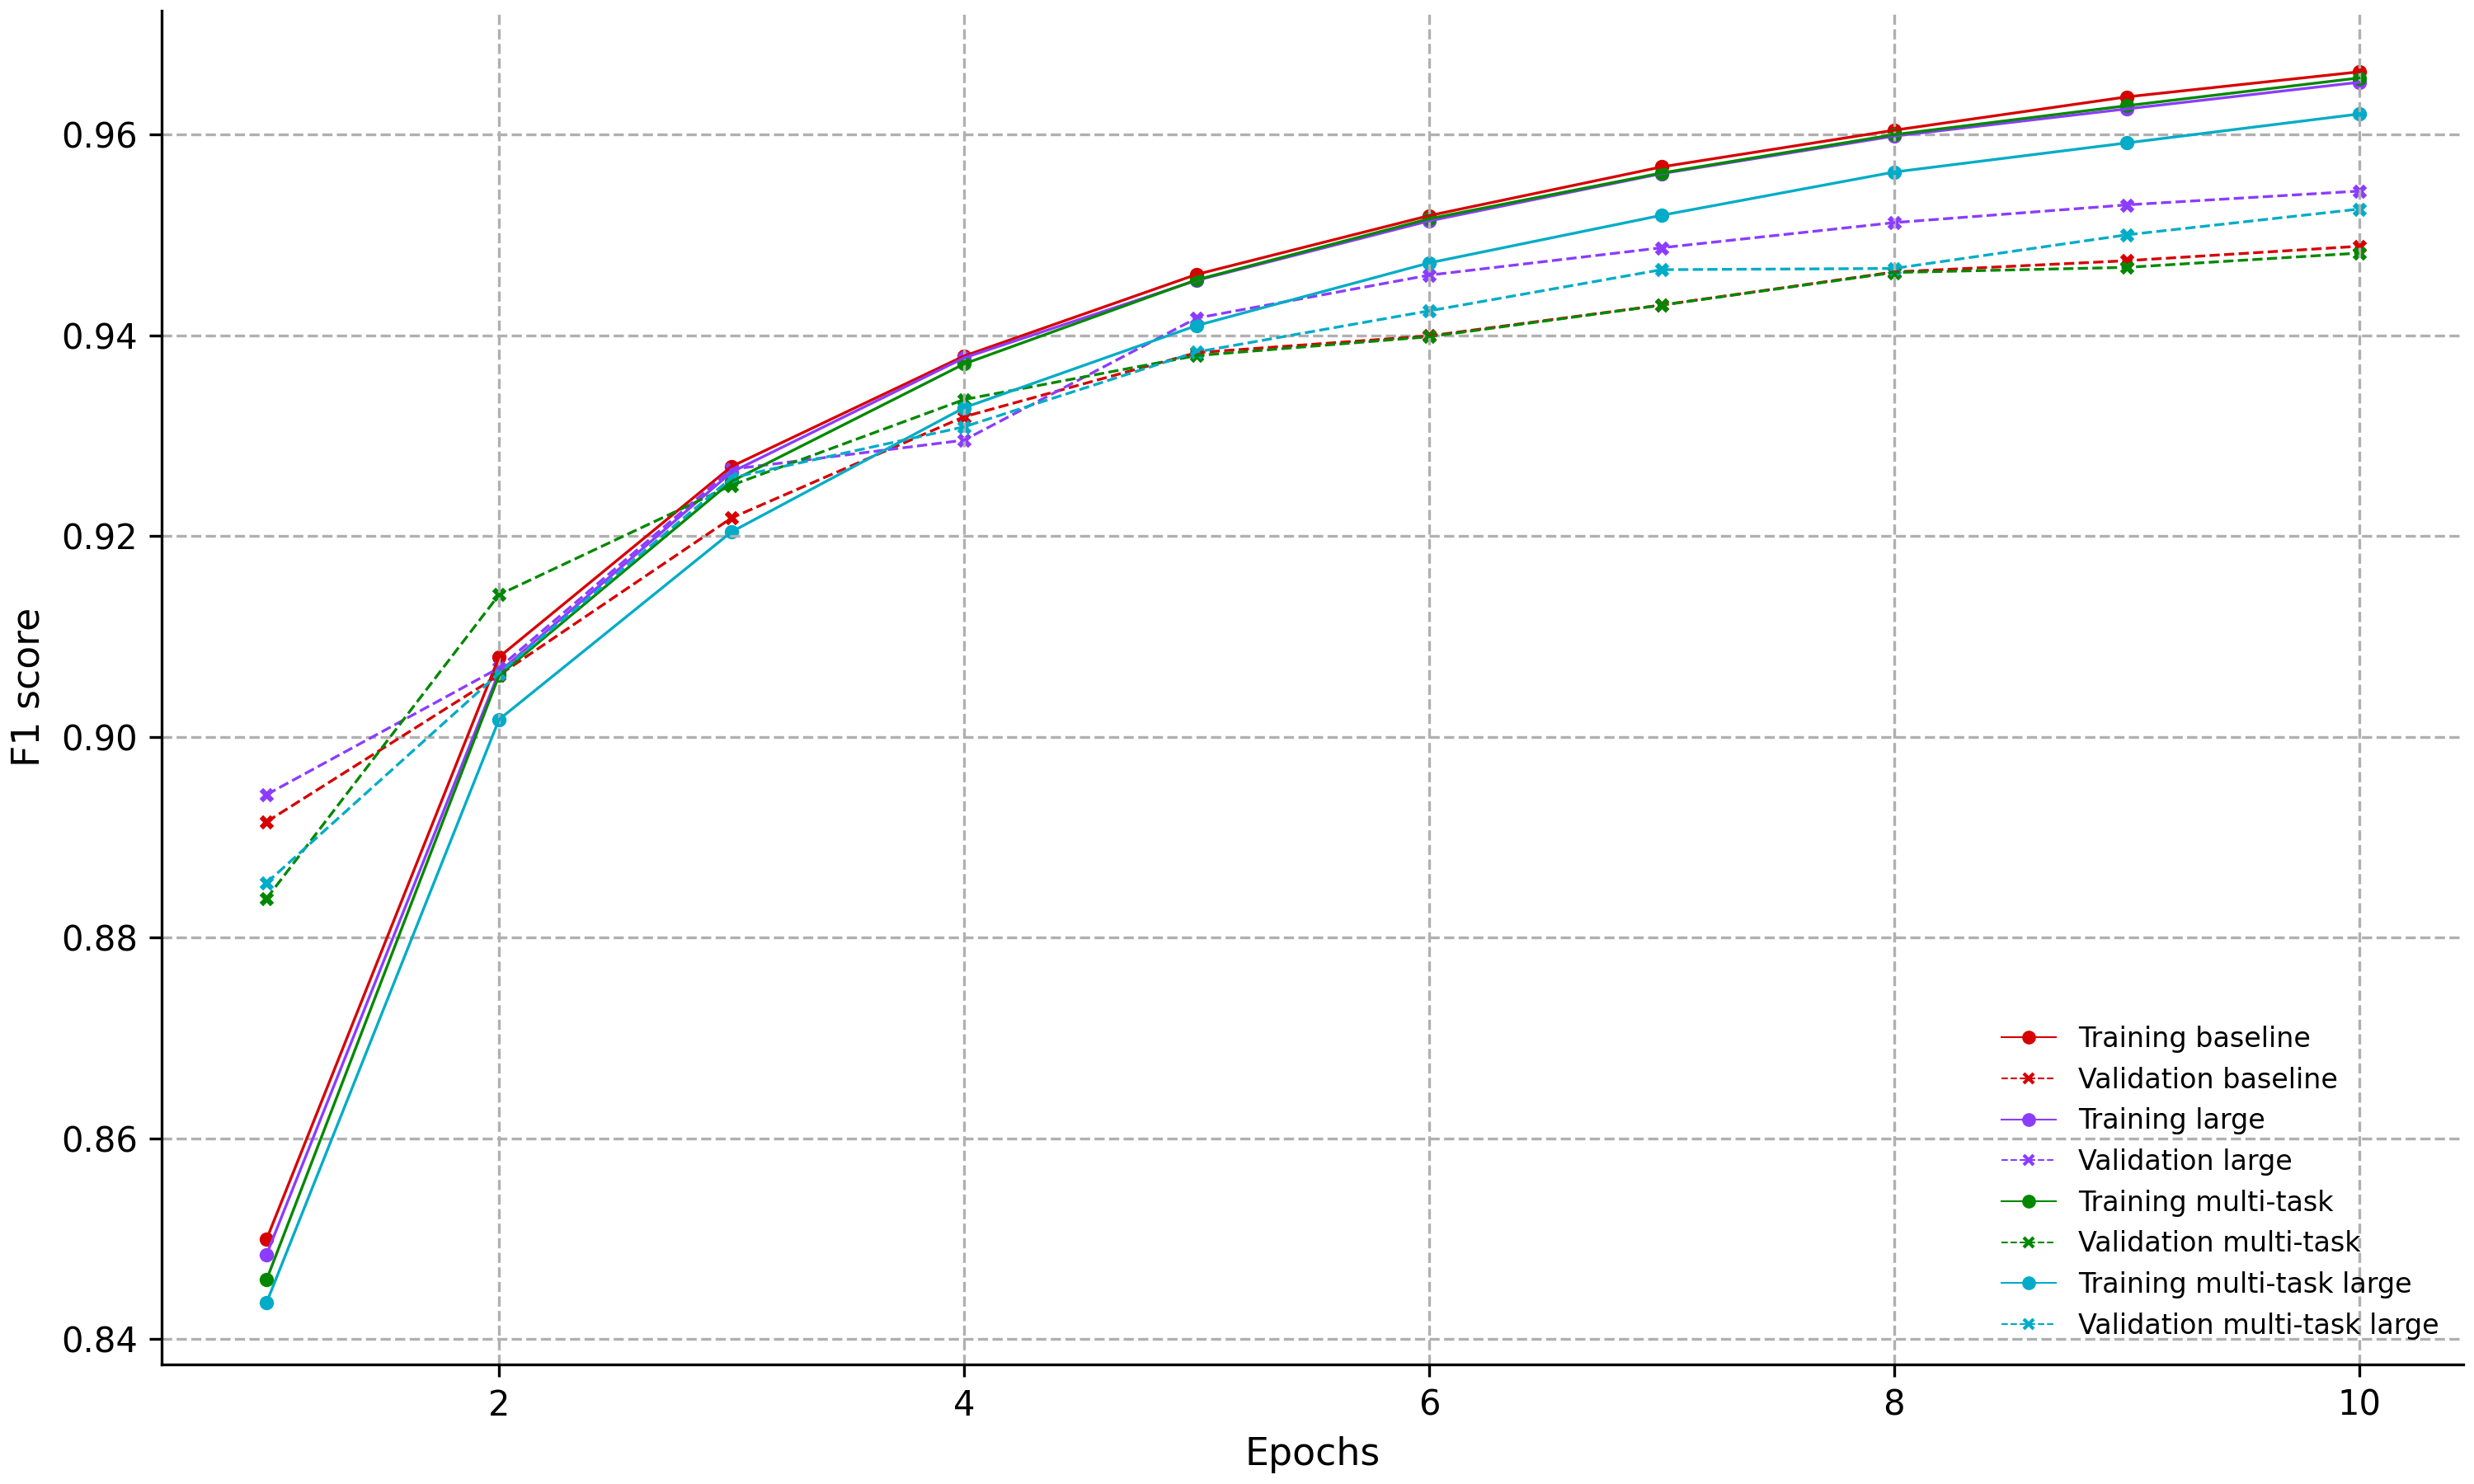 0.96
0.94
0.92
0.90
0.88
0.86
0.84
F1 score
2
4
6
8
10
Epochs
Training baseline
Validation baseline
Training large
Validation large
Training multi-task
Validation multi-task
Training multi-task large
Validation multi-task large